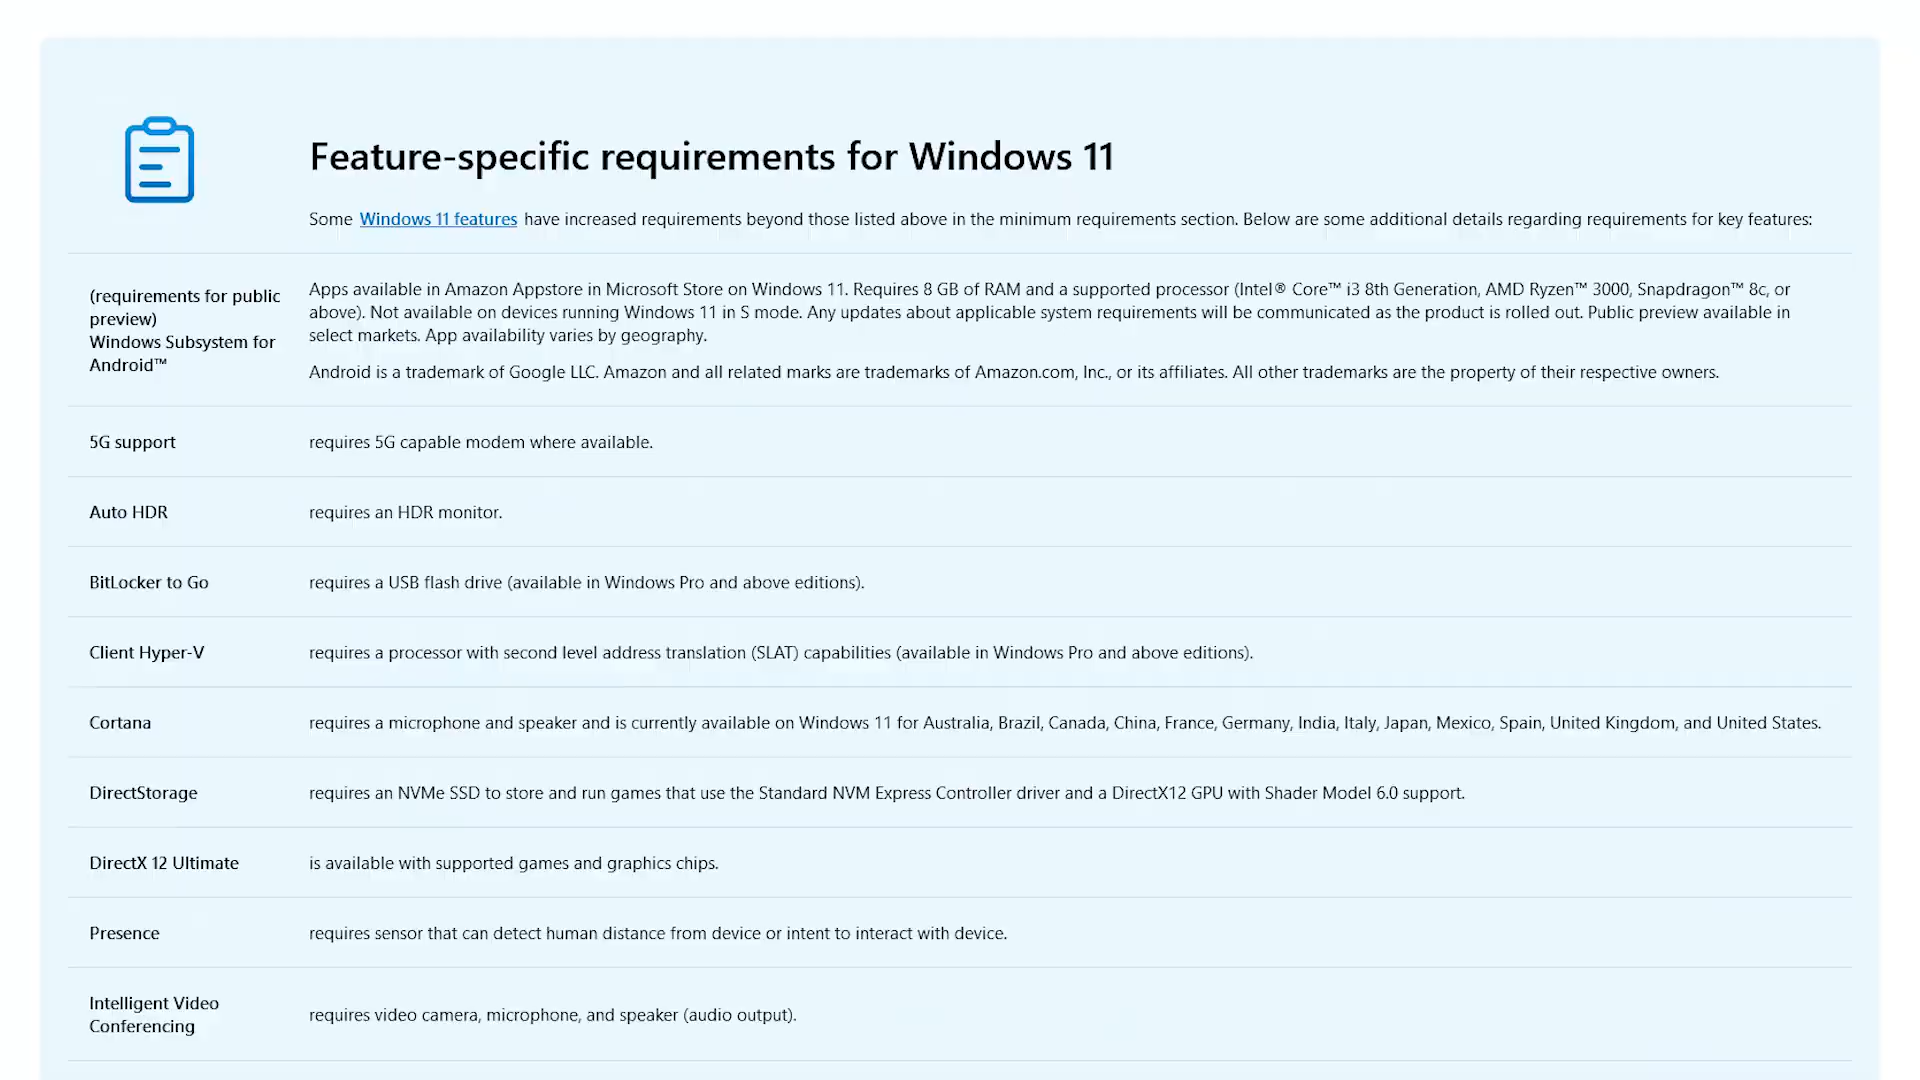 Feature-specific requirements for Windows 11
Some Windows 11 features have increased requirements beyond those listed above in the minimum requirements section. Below are some additional details regarding requirements for key features:
(requirements for public
preview)
Windows Subsystem for
Android™
Apps available in Amazon Appstore in Microsoft Store on Windows 11. Requires 8 GB of RAM and a supported processor (Intel® Core™ i3 8th Generation, AMD Ryzen™ 3000, Snapdragon™ 8c, or
above). Not available on devices running Windows 11 in S mode. Any updates about applicable system requirements will be communicated as the product is rolled out. Public preview available in
select markets. App availability varies by geography.
Android is a trademark of Google LLC. Amazon and all related marks are trademarks of Amazon.com, Inc., or its affiliates. All other trademarks are the property of their respective owners.
5G support
requires 5G capable modem where available.
Auto HDR
requires an HDR monitor.
BitLocker to Go
requires a USB flash drive (available in Windows Pro and above editions).
Client Hyper-V
requires a processor with second level address translation (SLAT) capabilities (available in Windows Pro and above editions).
Cortana
requires a microphone and speaker and is currently available on Windows 11 for Australia, Brazil, Canada, China, France, Germany, India, Italy, Japan, Mexico, Spain, United Kingdom, and United States.
DirectStorage
requires an NVMe SSD to store and run games that use the Standard NVM Express Controller driver and a DirectX12 GPU with Shader Model 6.0 support.
DirectX 12 Ultimate
is available with supported games and graphics chips.
Presence
requires sensor that can detect human distance from device or intent to interact with device.
Intelligent Video
Conferencing
requires video camera, microphone, and speaker (audio output).